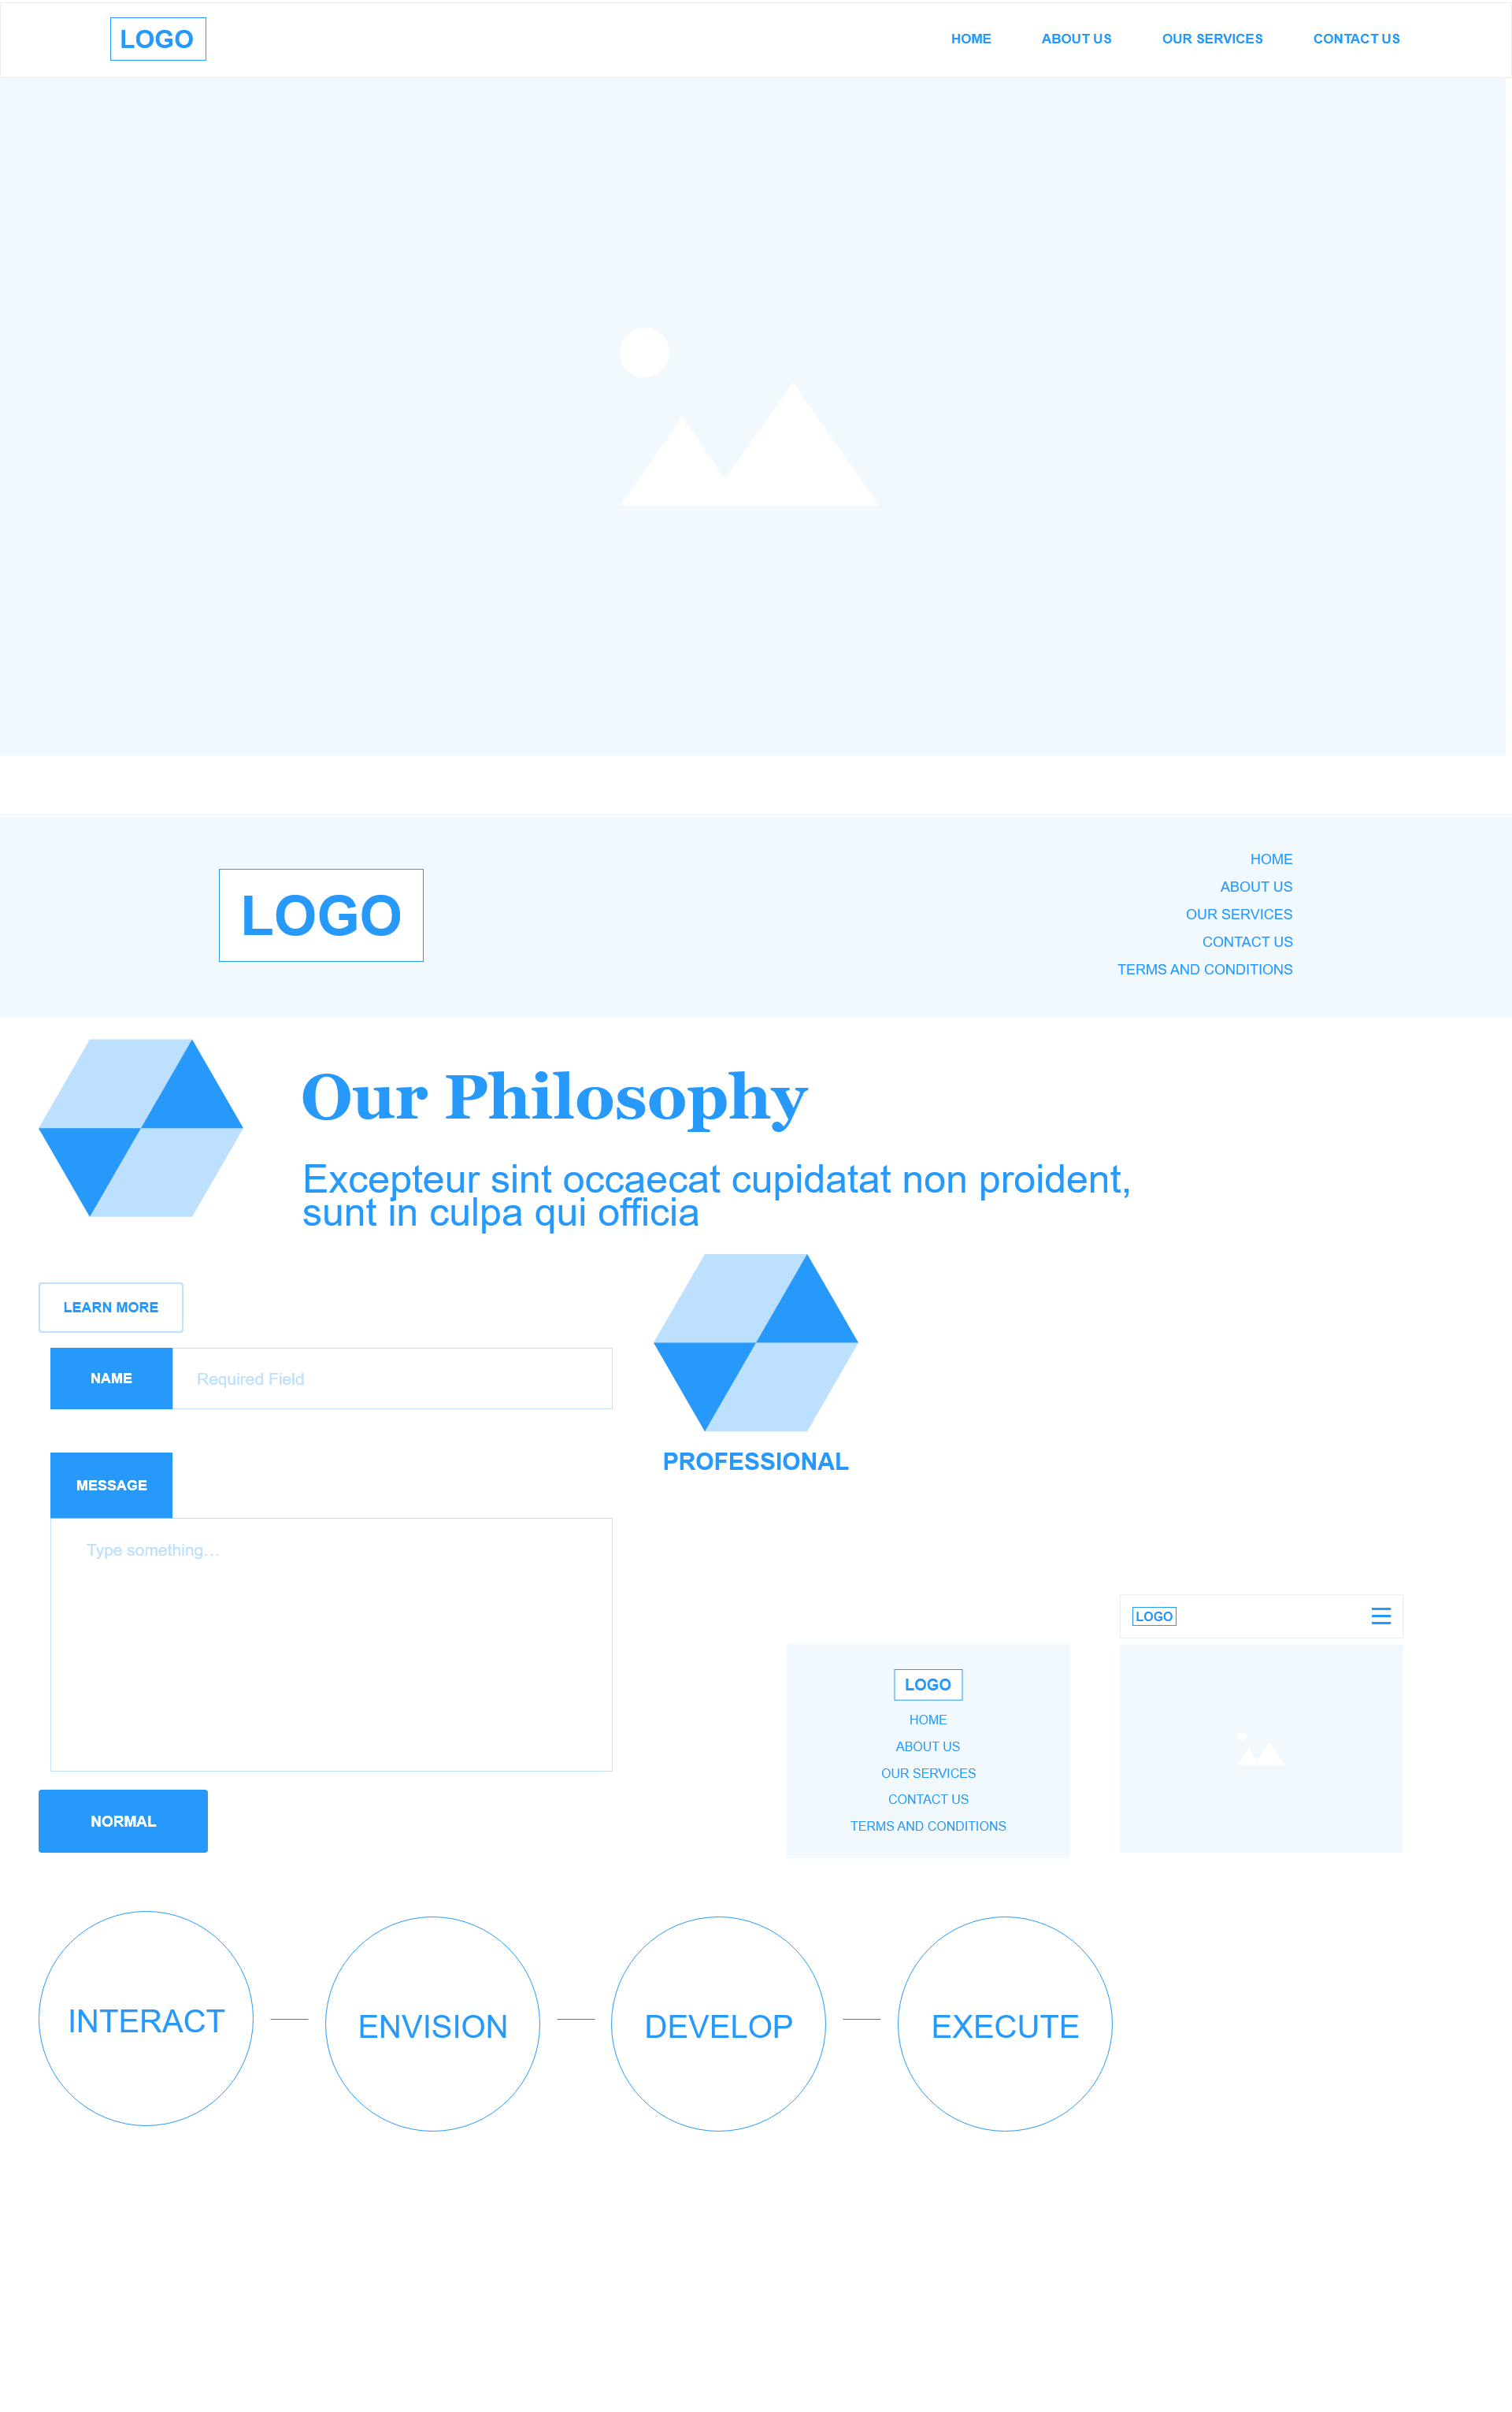 LOGO
HOME ABOUT US OUR SERVICES CONTACT US
LOGO
HOME
ABOUT US
OUR SERVICES
CONTACT US
TERMS AND CONDITIONS
Our Philosophy
Excepteur sint occaecat cupidatat non proident,
sunt in culpa qui officia
LEARN MORE
NAME Required Field
PROFESSIONAL
MESSAGE
Type something...
LOGO
LOGO
HOME
ABOUT US
OUR SERVICES
CONTACT US
TERMS AND CONDITIONS
NORMAL
INTERACT ENVISION DEVELOP EXECUTE